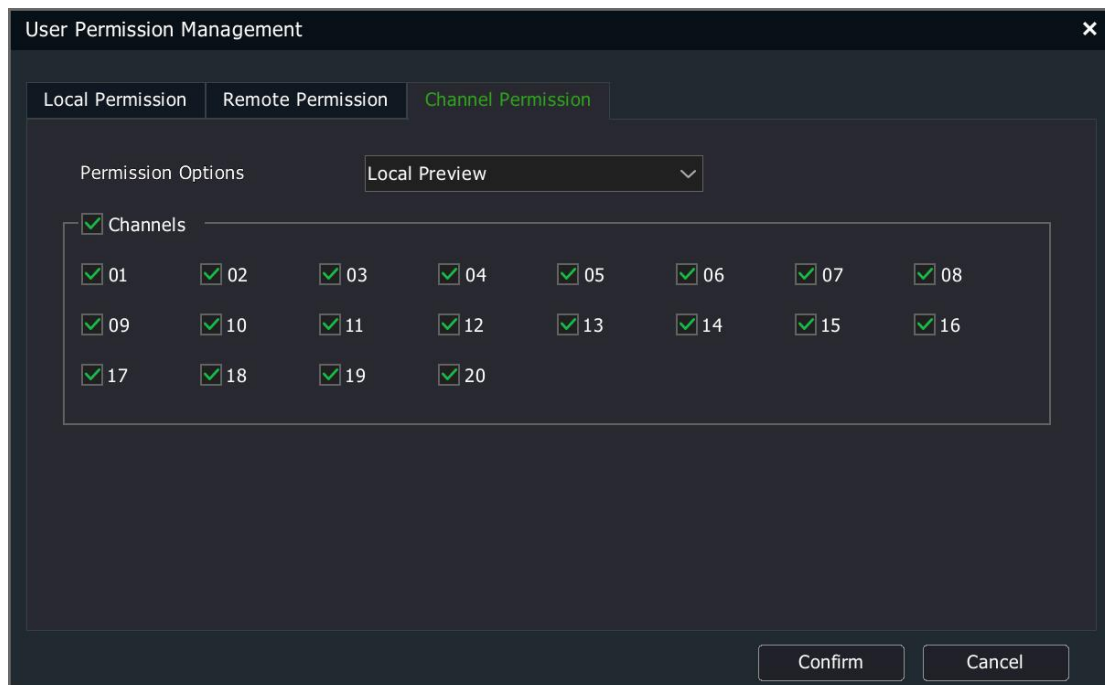 User Permission Management
Local Permission Remote Permission Channel Permission
Permission Options Local Preview
Channels
01 02 03 04 05 06 07 08
09 10 11 12 13 14 15 16
17 18 19 20
Confirm Cancel